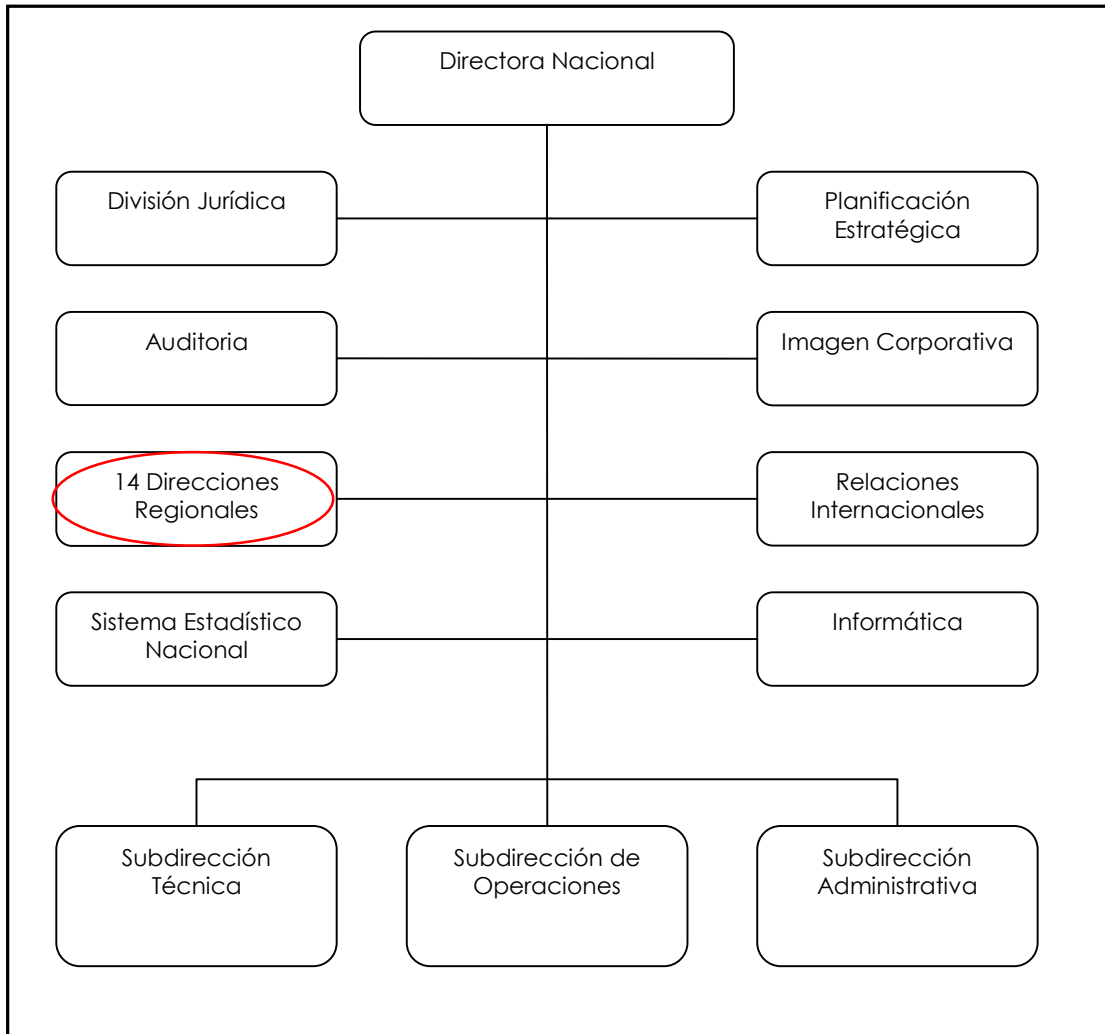 Directora Nacional
División Jurídica
Planificación
Estratégica
Auditoria
Imagen Corporativa
14 Direcciones
Regionales
Relaciones
Internacionales
Sistema Estadístico
Nacional
Informática
Subdirección
Técnica
Subdirección de
Operaciones
Subdirección
Administrativa